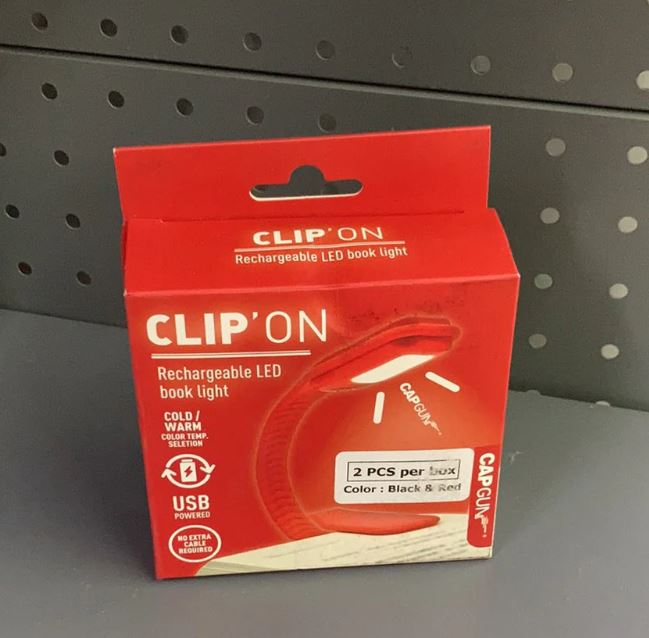 CLIP'ON
Rechargeable LED book light
CLIP'ON
Rechargeable LED
book light
COLD /
WARM
COLOR TEMP.
SELETION
USB
POWERED
NO EXTRA
CABLE
REQUIRED
CAPGUN
2 PCS per box
Color : Black & Red
CAPGUN